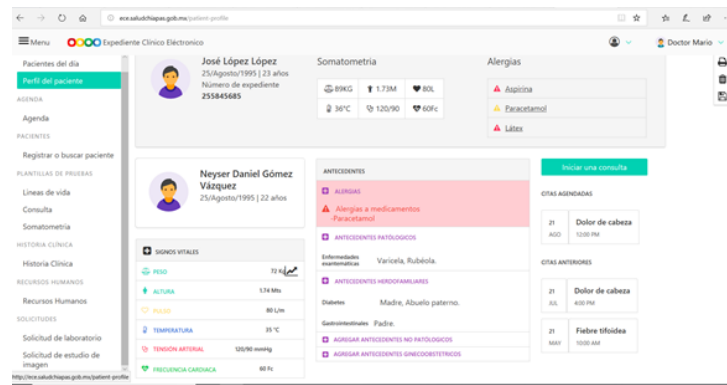 ece.saludchiapas.gob.mx/patient-profile
Menu
Expediente Clínico Electronico
Doctor Mario
Pacientes del día
Perfil del paciente
AGENDA
Agenda
PACIENTES
Registrar o buscar paciente
PLANTILLAS DE PRUEBAS
Lineas de vida
Consulta
Somatometria
HISTORIA CLÍNICA
Historia Clínica
RECURSOS HUMANOS
Recursos Humanos
SOLICITUDES
Solicitud de laboratorio
Solicitud de estudio de
imagen
http://ece.saludchiapas.gob.mx/patient-profile
José López López
25/Agosto/1995 | 23 años
Número de expediente
255845685
Somatometria
89KG
1.73M
80L
36°C
120/90
60Fc
Alergias
Aspirina
Paracetamol
Látex
Neyser Daniel Gómez
Vázquez
25/Agosto/1995 | 22 años
SIGNOS VITALES
PESO 72 Kg
ALTURA 1.74 Mts
PULSO 80 L/m
TEMPERATURA 35 °C
TENSIÓN ARTERIAL 120/90 mmHg
FRECUENCIA CARDIACA 60 Fc
ANTECEDENTES
ALERGIAS
Alergias a medicamentos
-Paracetamol
ANTECEDENTES PATOLÓGICOS
Enfermedades
exantematicas
Varicela, Rubéola.
ANTECEDENTES HERDOFAMILIARES
Diabetes Madre, Abuelo paterno.
Gastrointestinales Padre.
AGREGAR ANTECEDENTES NO PATOLÓGICOS
AGREGAR ANTECEDENTES GINECOOBSTETRICOS
Iniciar una consulta
CITAS AGENDADAS
21 Dolor de cabeza
AGO 12:00 PM
CITAS ANTERIORES
21 Dolor de cabeza
JUL 4:00 PM
21 Fiebre tifoidea
MAY 10:00 AM